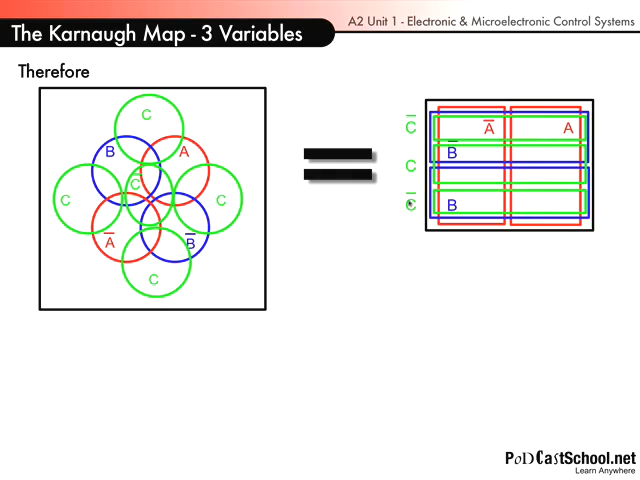 A2 Unit 1 - Electronic & Microelectronic Control Systems
The Karnaugh Map - 3 Variables
Therefore
C
B
A
C̅
C
C
A̅
B̅
C
C̅
A̅
A
B̅
C
C̅
B
PoDCastSchool.net
Learn Anywhere